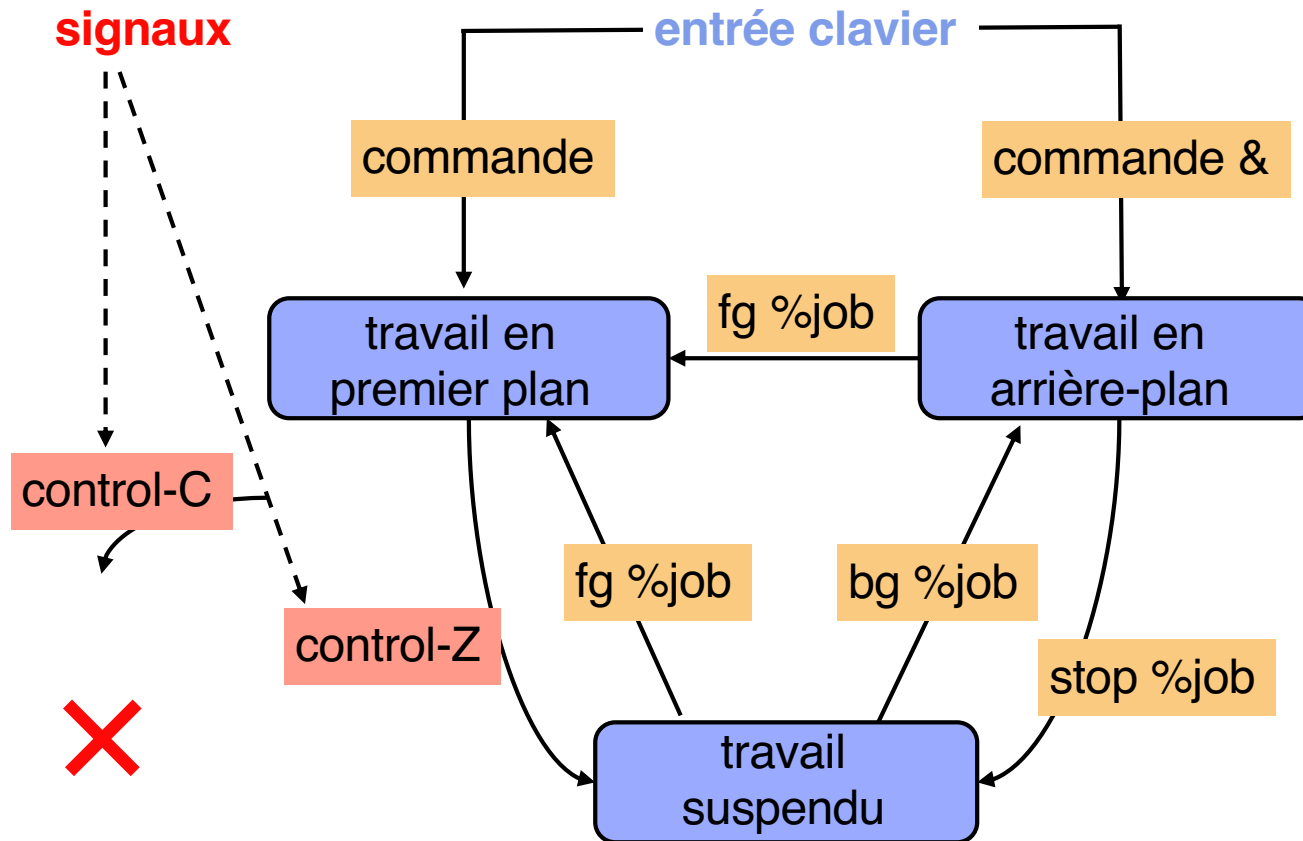 signaux
entrée clavier
commande
commande &
fg %job
travail en
premier plan
travail en
arrière-plan
control-C
fg %job
bg %job
control-Z
stop %job
travail
suspendu